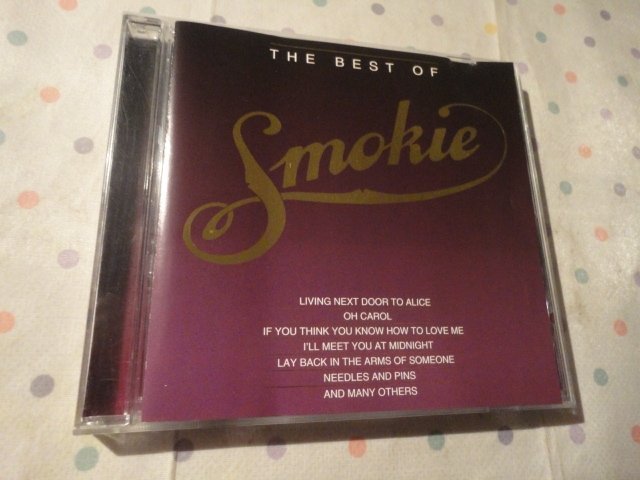 THE BEST OF
Smokie
LIVING NEXT DOOR TO ALICE
OH CAROL
IF YOU THINK YOU KNOW HOW TO LOVE ME
I'LL MEET YOU AT MIDNIGHT
LAY BACK IN THE ARMS OF SOMEONE
NEEDLES AND PINS
AND MANY OTHERS